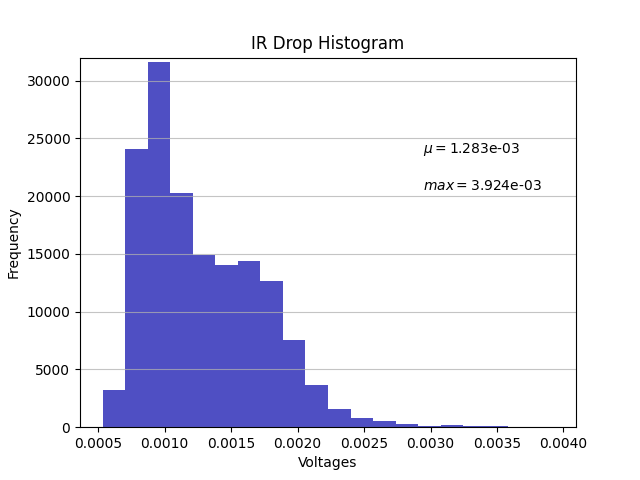 IR Drop Histogram
30000
25000
20000
15000
10000
5000
0
Frequency
μ = 1.283e-03
max = 3.924e-03
0.0005 0.0010 0.0015 0.0020 0.0025 0.0030 0.0035 0.0040
Voltages